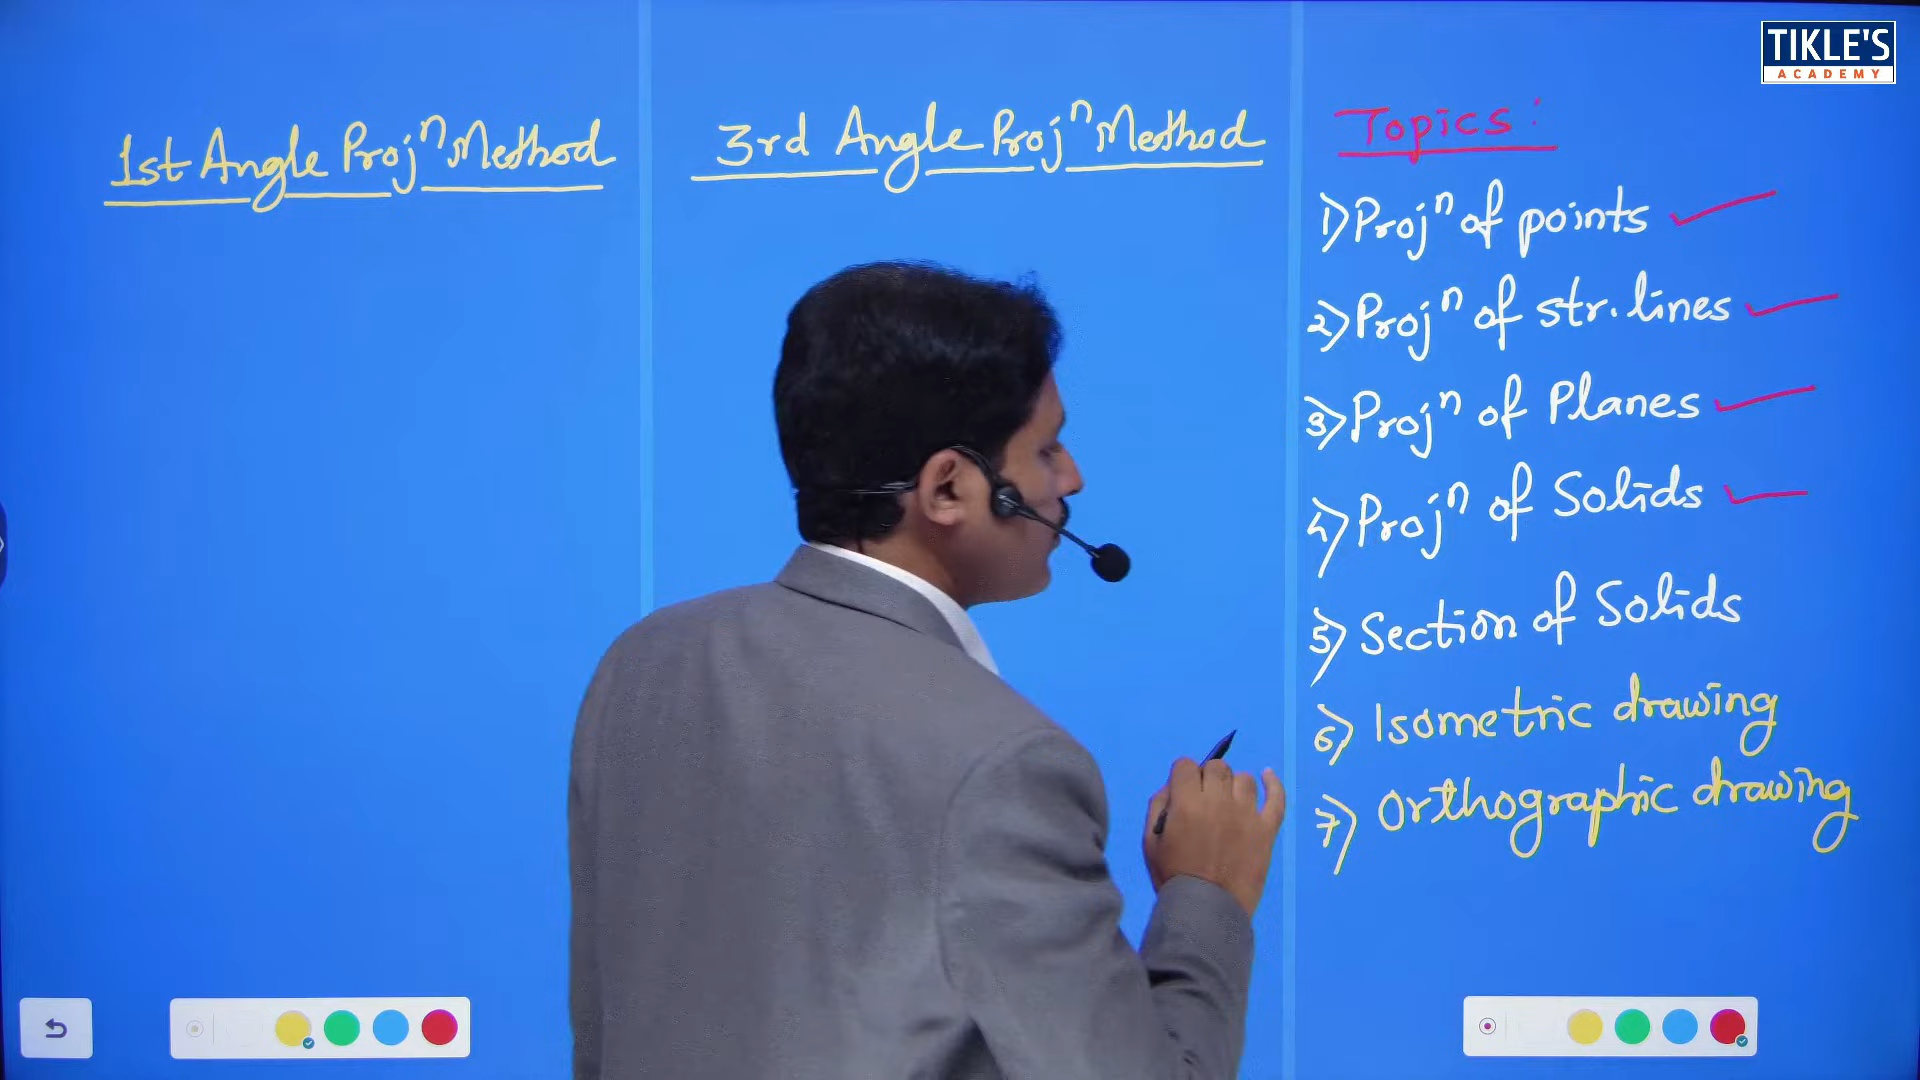 TIKLE'S
ACADEMY
1st Angle Projⁿ Method
3rd Angle Projⁿ Method
Topics:
1) Projⁿ of points
2) Projⁿ of str. lines
3) Projⁿ of Planes
4) Projⁿ of Solids
5) Section of Solids
6) Isometric drawing
7) Orthographic drawing